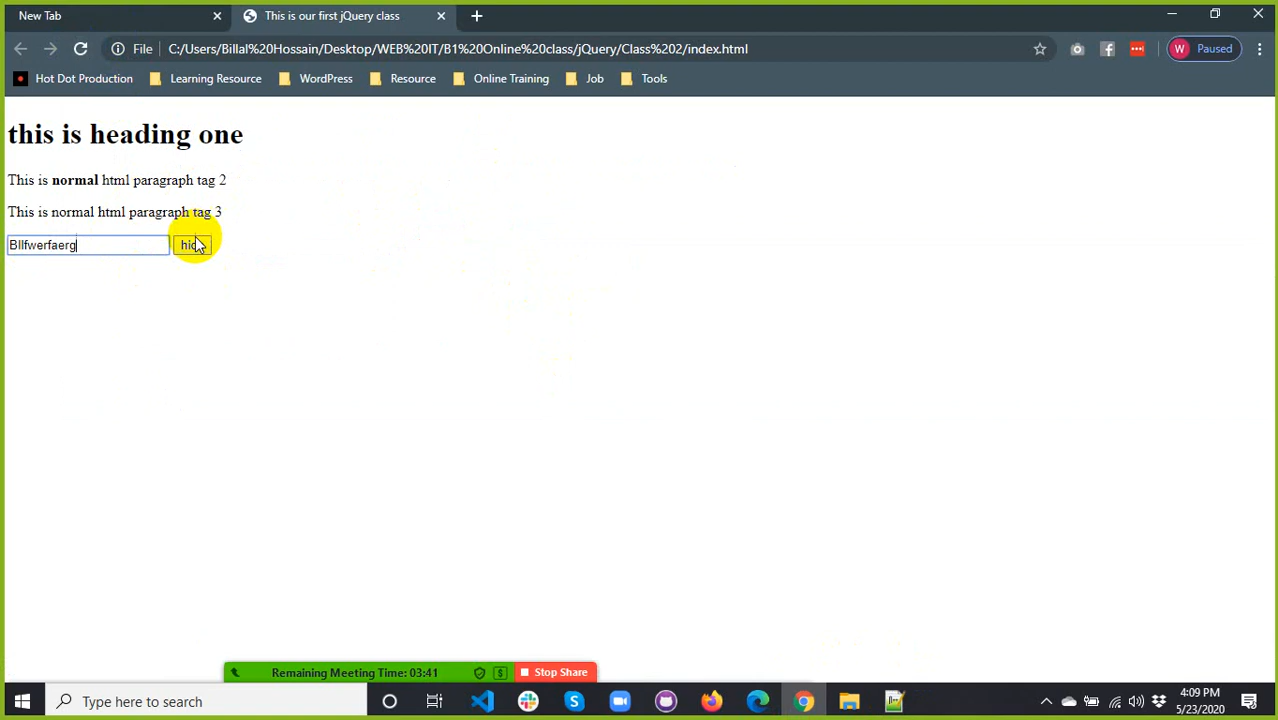 New Tab
This is our first jQuery class
File
C:/Users/Billal%20Hossain/Desktop/WEB%20IT/B1%20Online%20class/jQuery/Class%202/index.html
W Paused
Hot Dot Production
Learning Resource
WordPress
Resource
Online Training
Job
Tools
this is heading one
This is normal html paragraph tag 2
This is normal html paragraph tag 3
Bllfwerfaerg
Remaining Meeting Time: 03:41
Stop Share
Type here to search
4:09 PM
5/23/2020